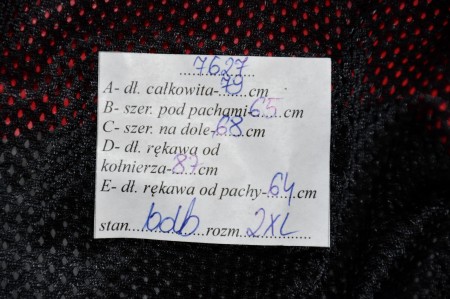 7627
A- dł. całkowita-79cm
B- szer. pod pachami-65cm
C- szer. na dole-68cm
D- dł. rękawa od
kołnierza-87cm
E- dł. rękawa od pachy-64cm
stan bdb rozm. 2XL